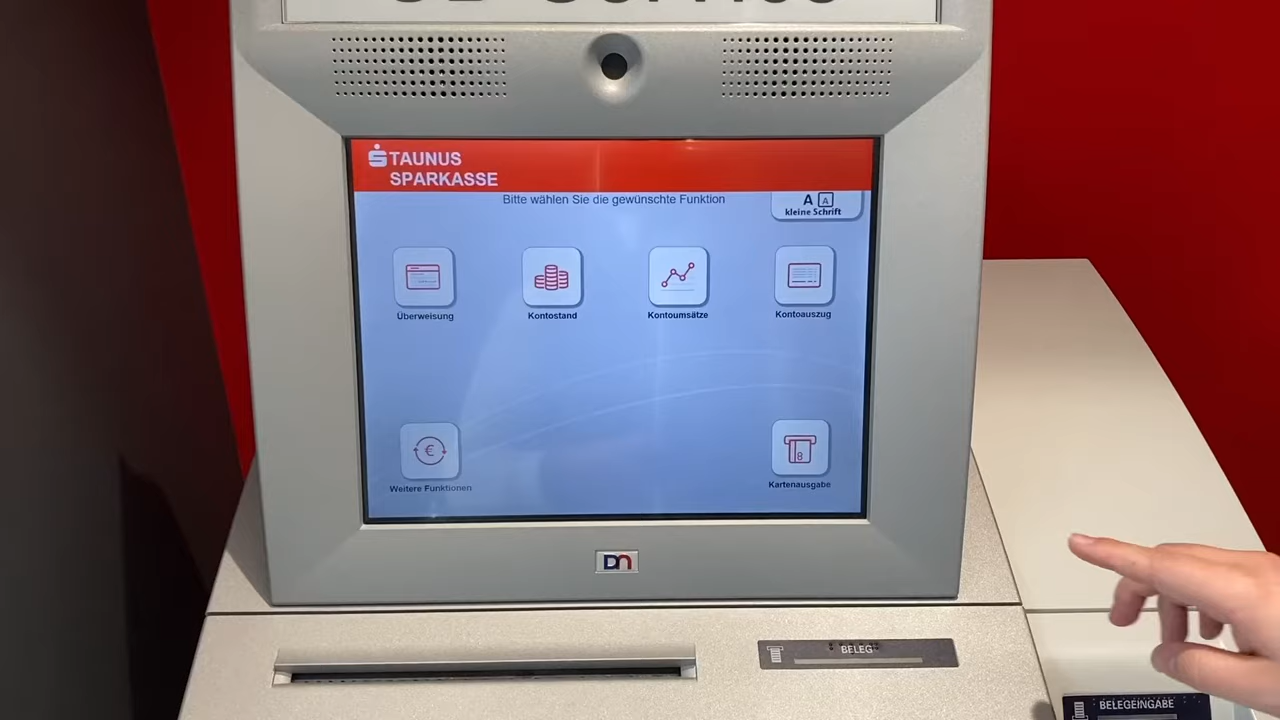 TAUNUS
SPARKASSE
Bitte wählen Sie die gewünschte Funktion
A A
kleine Schrift
Überweisung
Kontostand
Kontoumsätze
Kontoauszug
Weitere Funktionen
8
Kartenausgabe
DN
BELEG
BELEGEINGABE